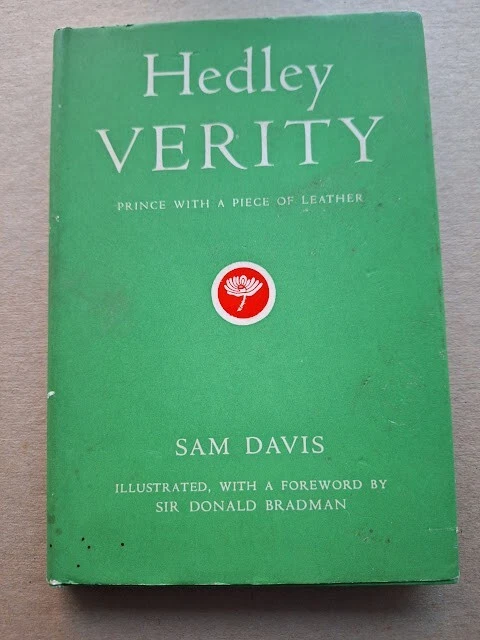 Hedley
VERITY
PRINCE WITH A PIECE OF LEATHER
SAM DAVIS
ILLUSTRATED, WITH A FOREWORD BY
SIR DONALD BRADMAN